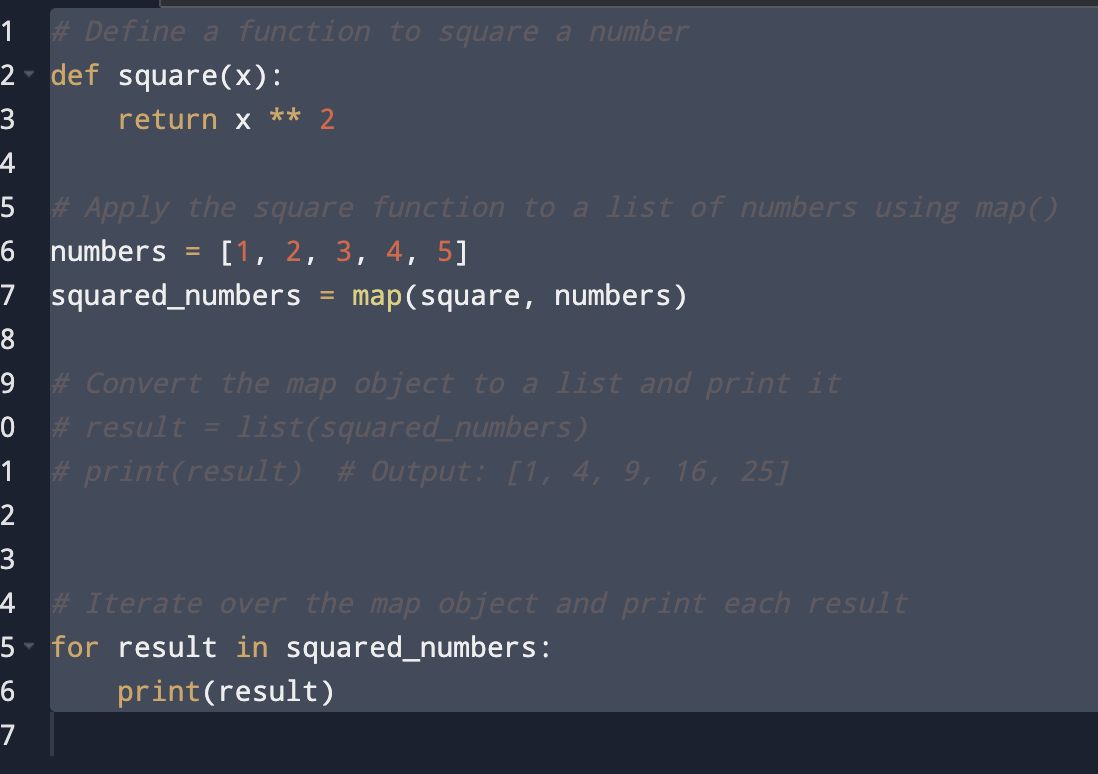 1 # Define a function to square a number
2 def square(x):
3     return x ** 2
4
5 # Apply the square function to a list of numbers using map()
6 numbers = [1, 2, 3, 4, 5]
7 squared_numbers = map(square, numbers)
8
9 # Convert the map object to a list and print it
0 # result = list(squared_numbers)
1 # print(result)  # Output: [1, 4, 9, 16, 25]
2
3
4 # Iterate over the map object and print each result
5 for result in squared_numbers:
6     print(result)
7